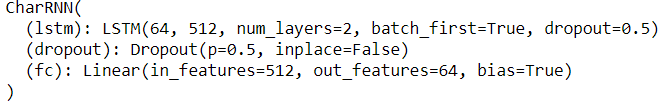 CharRNN(
  (lstm): LSTM(64, 512, num_layers=2, batch_first=True, dropout=0.5)
  (dropout): Dropout(p=0.5, inplace=False)
  (fc): Linear(in_features=512, out_features=64, bias=True)
)